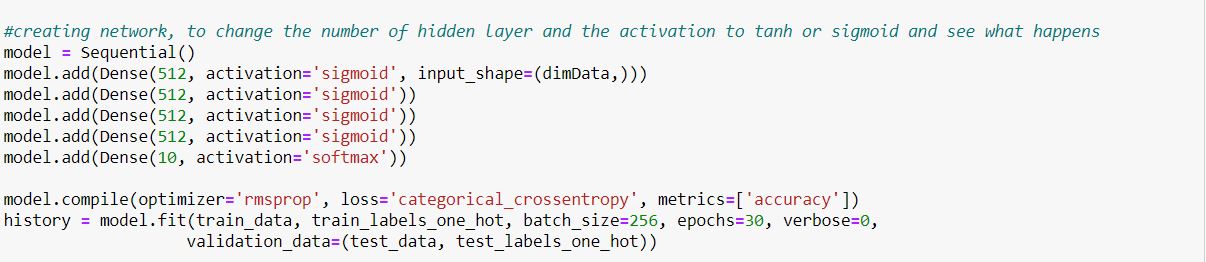 #creating network, to change the number of hidden layer and the activation to tanh or sigmoid and see what happens
model = Sequential()
model.add(Dense(512, activation='sigmoid', input_shape=(dimData,)))
model.add(Dense(512, activation='sigmoid'))
model.add(Dense(512, activation='sigmoid'))
model.add(Dense(512, activation='sigmoid'))
model.add(Dense(10, activation='softmax'))
model.compile(optimizer='rmsprop', loss='categorical_crossentropy', metrics=['accuracy'])
history = model.fit(train_data, train_labels_one_hot, batch_size=256, epochs=30, verbose=0,
validation_data=(test_data, test_labels_one_hot))